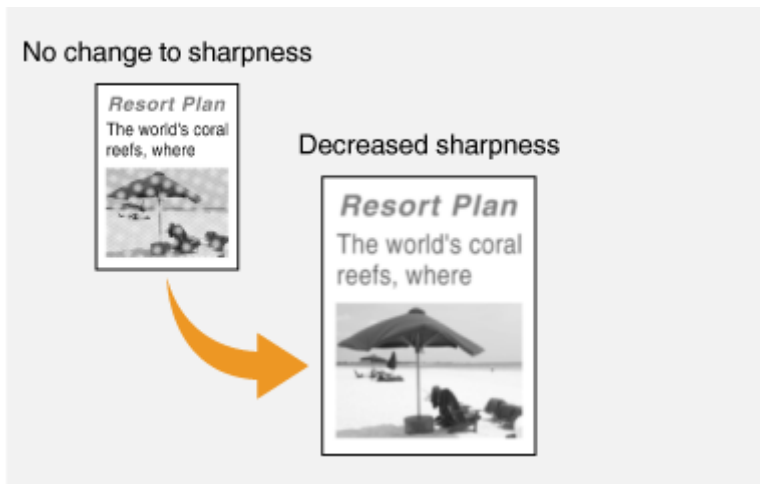 No change to sharpness
Resort Plan
The world's coral
reefs, where
Decreased sharpness
Resort Plan
The world's coral
reefs, where